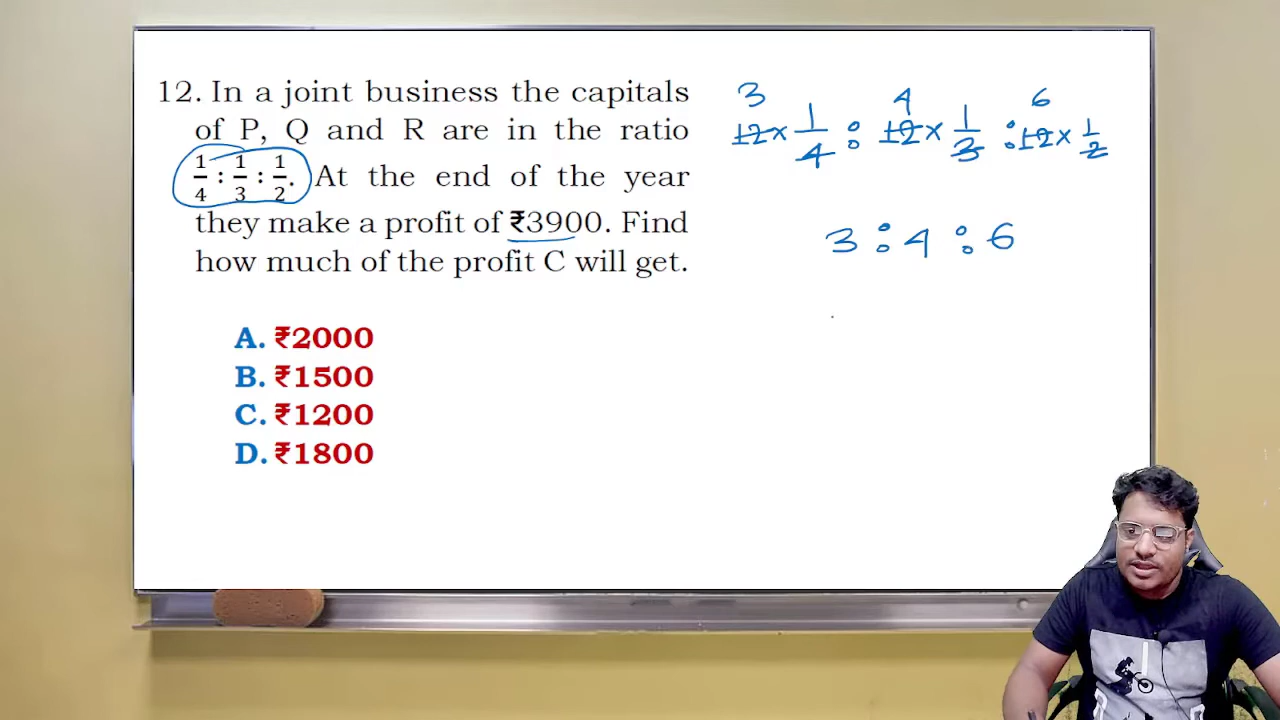 12. In a joint business the capitals
of P, Q and R are in the ratio
1/4 : 1/3 : 1/2. At the end of the year
they make a profit of ₹3900. Find
how much of the profit C will get.
A. ₹2000
B. ₹1500
C. ₹1200
D. ₹1800
3 4 6
12 × 1/4 : 12 × 1/3 : 12 × 1/2
3 : 4 : 6